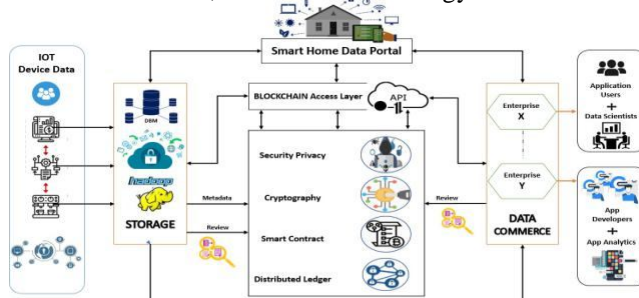 Smart Home Data Portal
IOT
Device Data
BLOCKCHAIN Access Layer
API
DBM
hadoop
STORAGE
Metadata
Review
Security Privacy
Cryptography
Smart Contract
Distributed Ledger
Review
Enterprise
X
Enterprise
Y
DATA
COMMERCE
Application
Users
+
Data Scientists
App
Developers
+
App Analytics